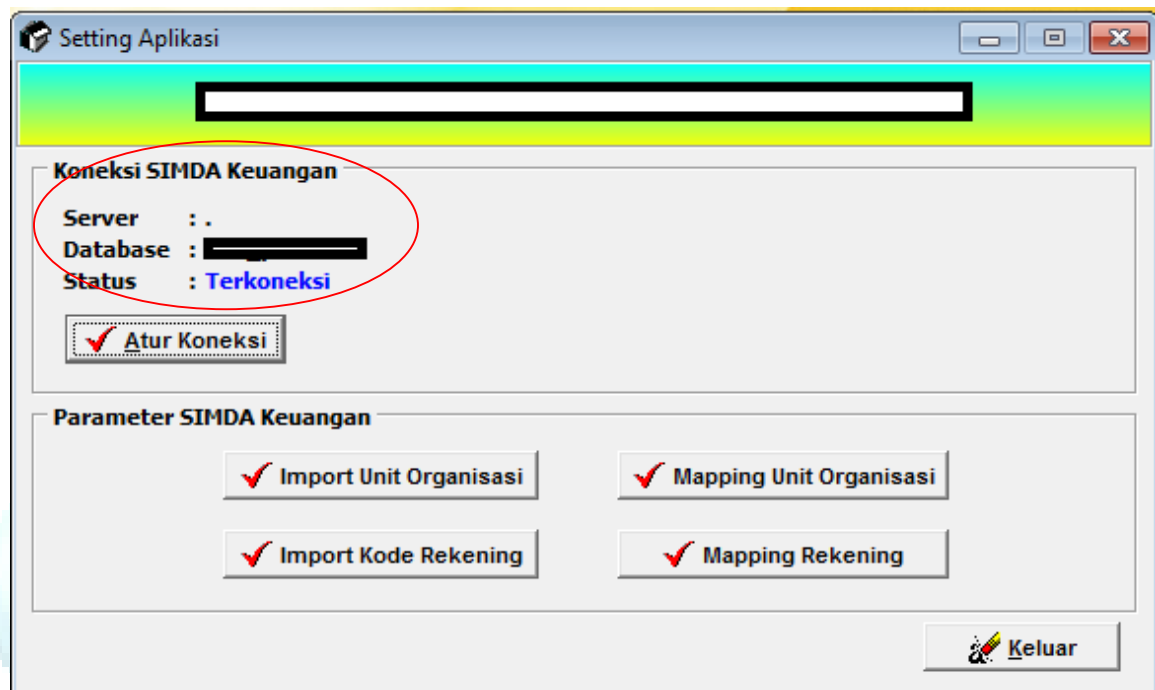 Setting Aplikasi
Koneksi SIMDA Keuangan
Server : .
Database :
Status : Terkoneksi
Atur Koneksi
Parameter SIMDA Keuangan
Import Unit Organisasi
Mapping Unit Organisasi
Import Kode Rekening
Mapping Rekening
Keluar